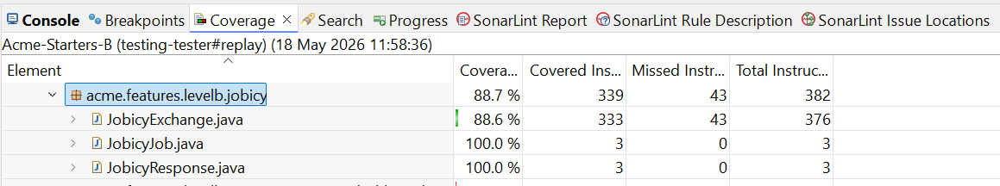 Console Breakpoints Coverage Search Progress SonarLint Report SonarLint Rule Description SonarLint Issue Locations
Acme-Starters-B (testing-tester#replay) (18 May 2026 11:58:36)
Element Covera... Covered Ins... Missed Instr... Total Instruc...
acme.features.levelb.jobicy 88.7 % 339 43 382
JobicyExchange.java 88.6 % 333 43 376
JobicyJob.java 100.0 % 3 0 3
JobicyResponse.java 100.0 % 3 0 3